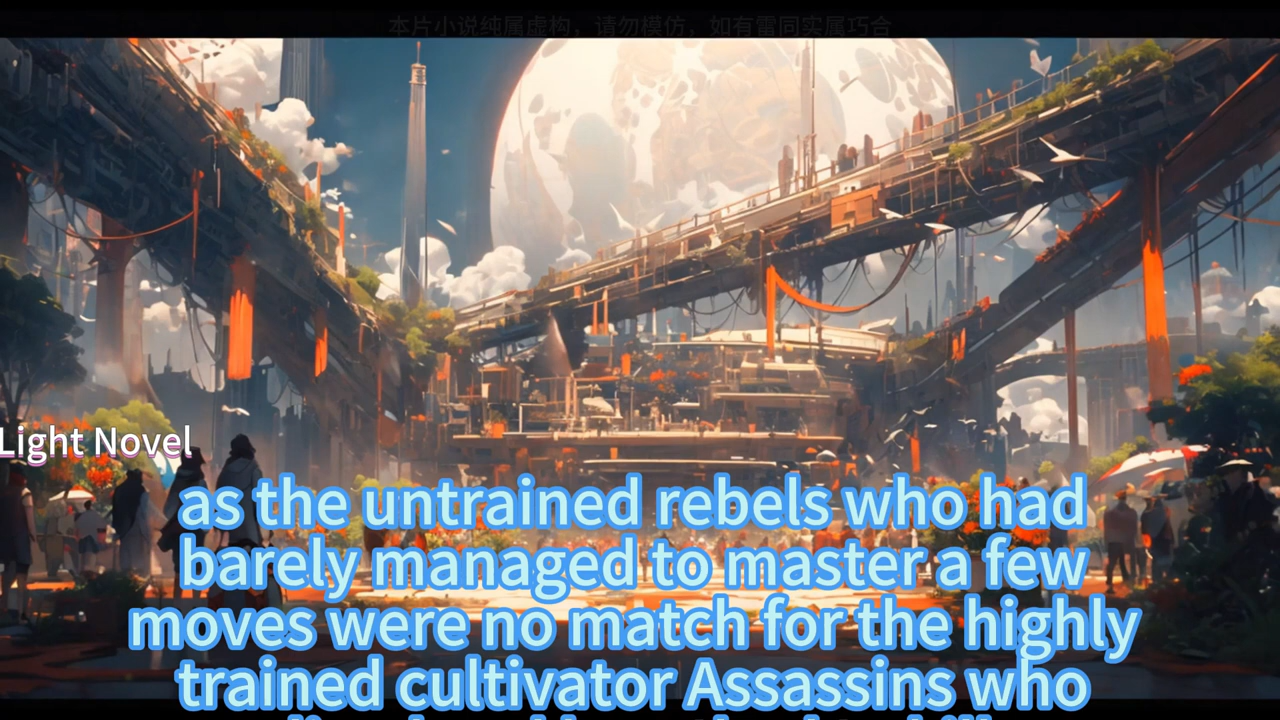 本片小说纯属虚构，请勿模仿，如有雷同实属巧合
Light Novel
as the untrained rebels who had
barely managed to master a few
moves were no match for the highly
trained cultivator Assassins who